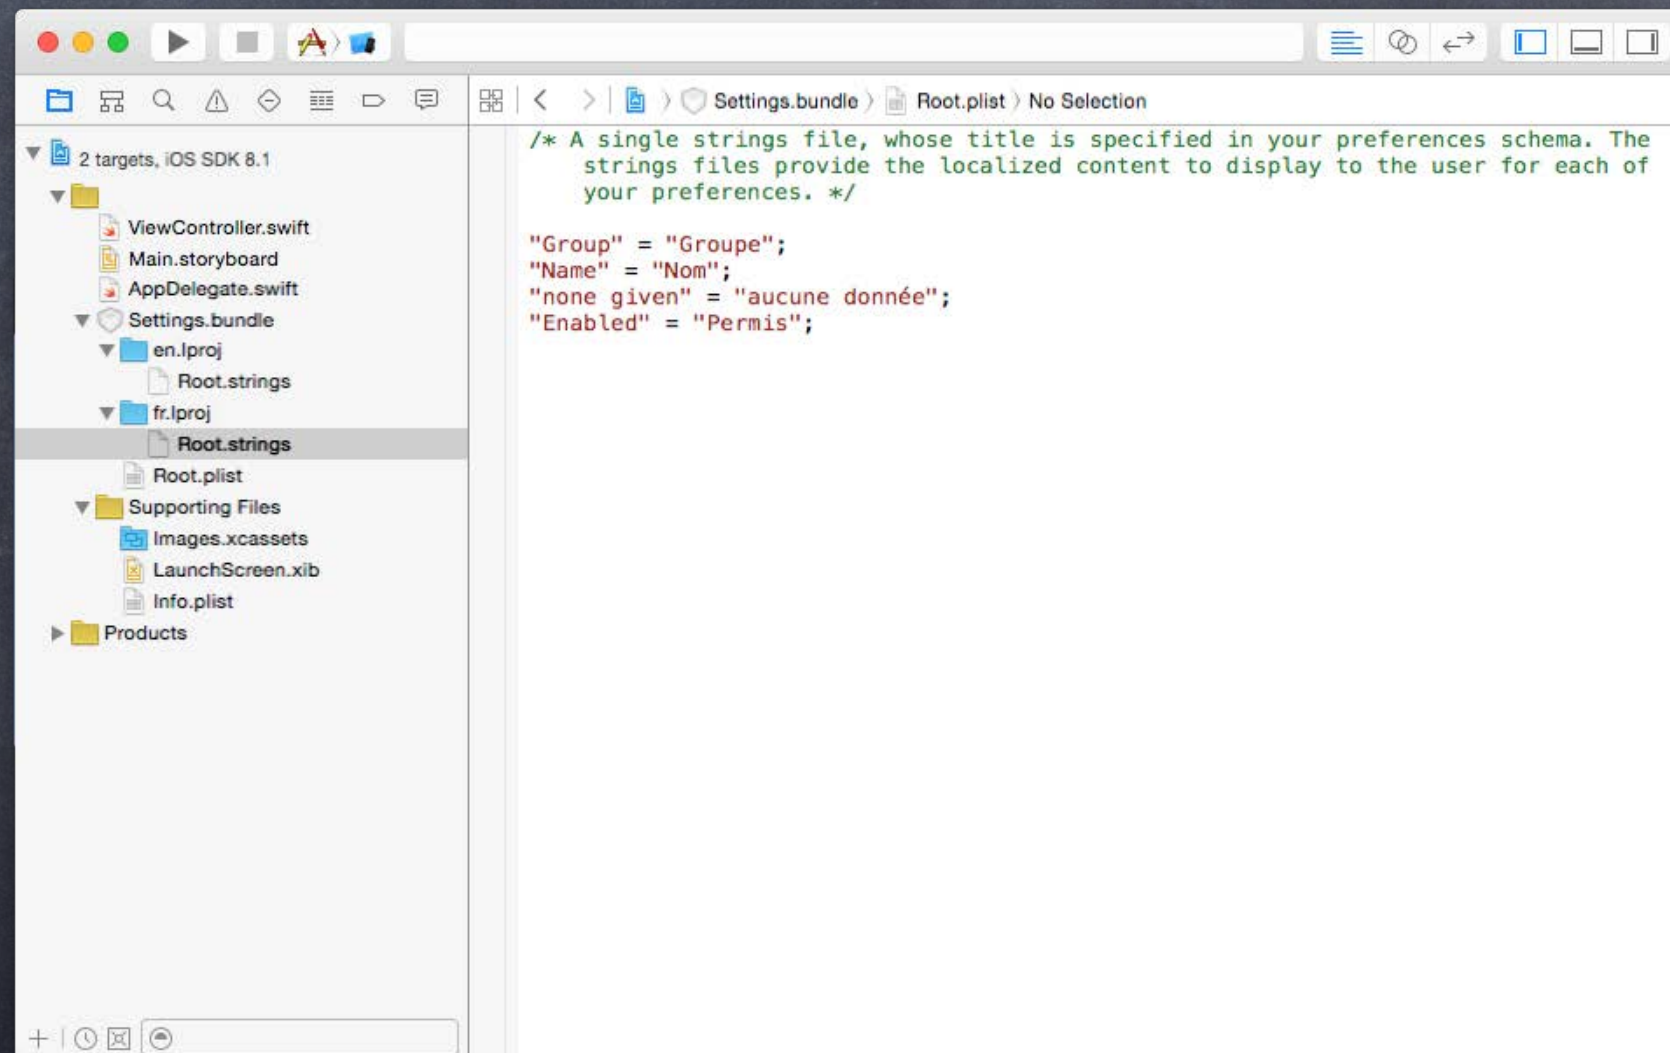 Settings.bundle
Root.plist
No Selection
2 targets, iOS SDK 8.1
ViewController.swift
Main.storyboard
AppDelegate.swift
Settings.bundle
en.lproj
Root.strings
fr.lproj
Root.strings
Root.plist
Supporting Files
Images.xcassets
LaunchScreen.xib
Info.plist
Products
/* A single strings file, whose title is specified in your preferences schema. The
strings files provide the localized content to display to the user for each of
your preferences. */
"Group" = "Groupe";
"Name" = "Nom";
"none given" = "aucune donnée";
"Enabled" = "Permis";